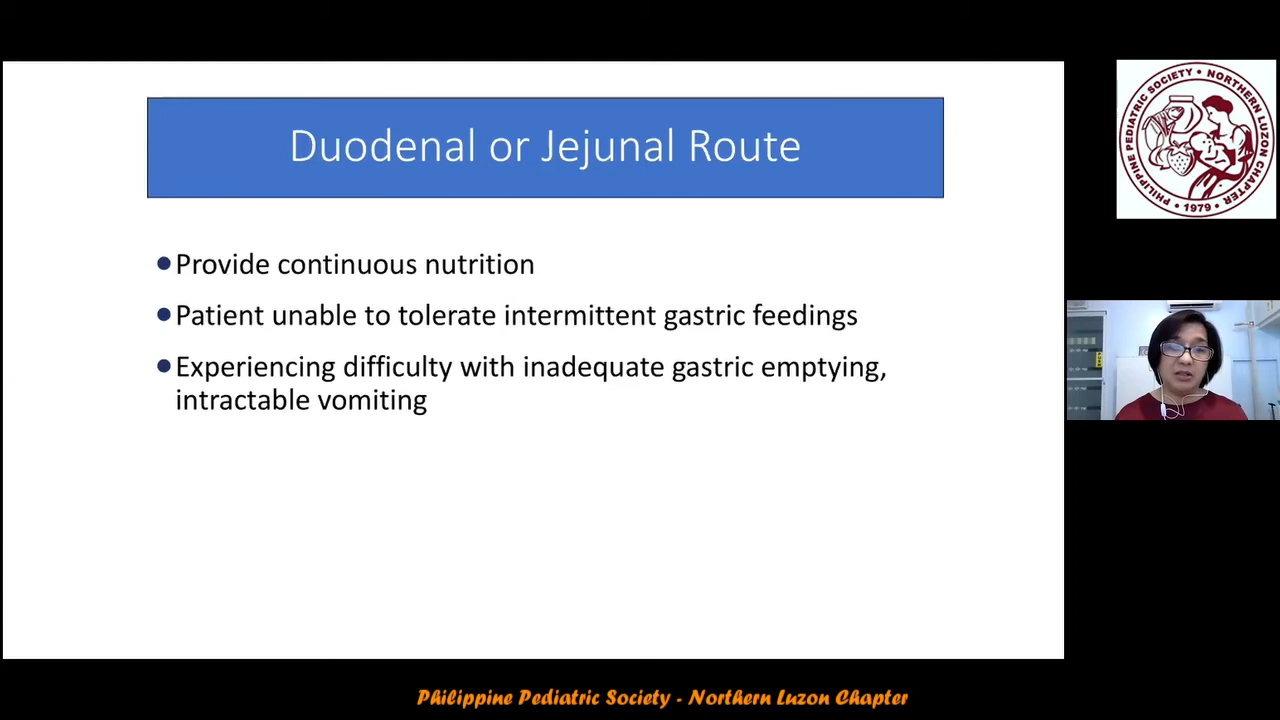 Duodenal or Jejunal Route
●Provide continuous nutrition
●Patient unable to tolerate intermittent gastric feedings
●Experiencing difficulty with inadequate gastric emptying,
intractable vomiting
PHILIPPINE PEDIATRIC SOCIETY • NORTHERN LUZON CHAPTER
• 1979 •
Philippine Pediatric Society - Northern Luzon Chapter